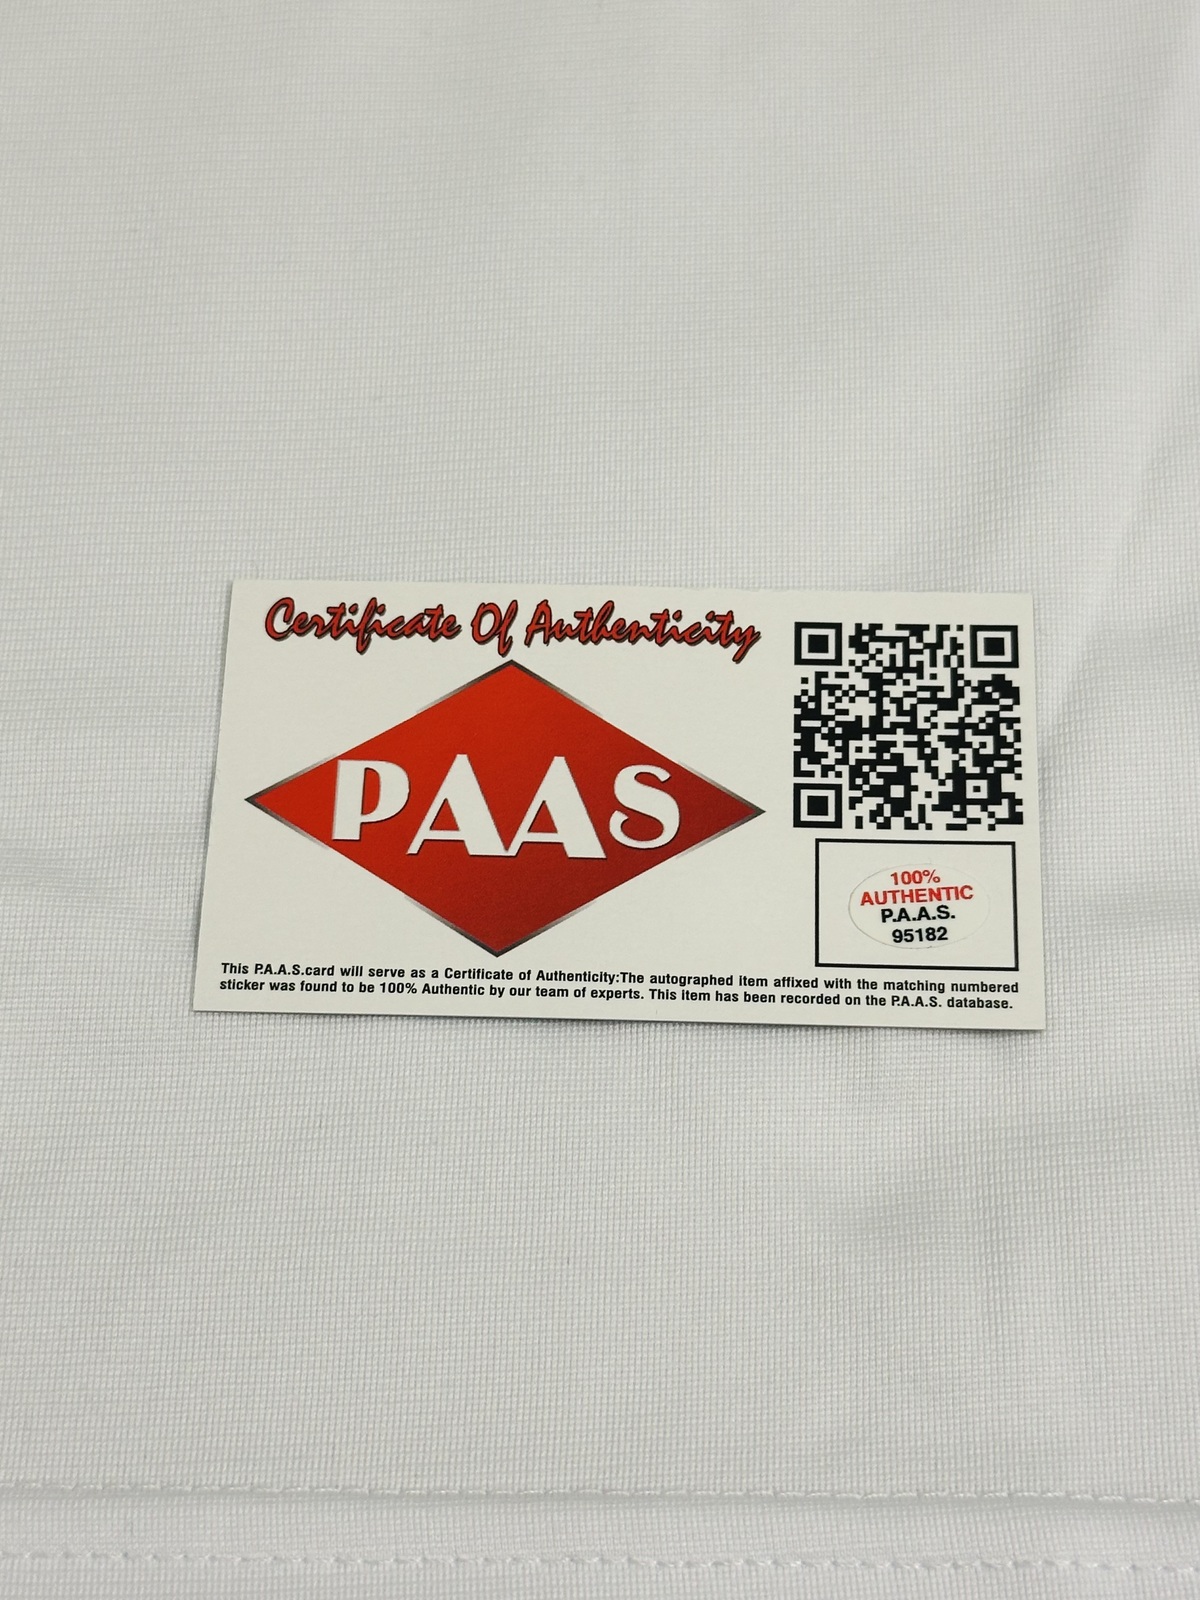 Certificate Of Authenticity
PAAS
100%
AUTHENTIC
P.A.A.S.
95182
This P.A.A.S.card will serve as a Certificate of Authenticity:The autographed item affixed with the matching numbered
sticker was found to be 100% Authentic by our team of experts. This item has been recorded on the P.A.A.S. database.